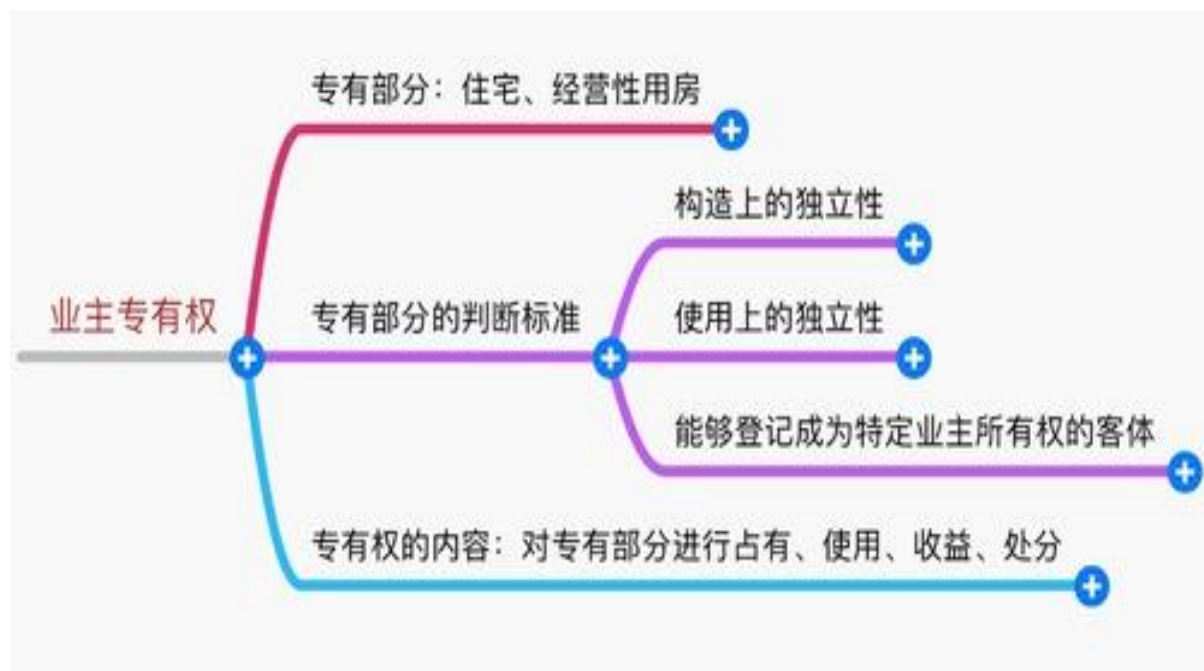 专有部分：住宅、经营性用房
构造上的独立性
业主专有权
专有部分的判断标准
使用上的独立性
能够登记成为特定业主所有权的客体
专有权的内容：对专有部分进行占有、使用、收益、处分